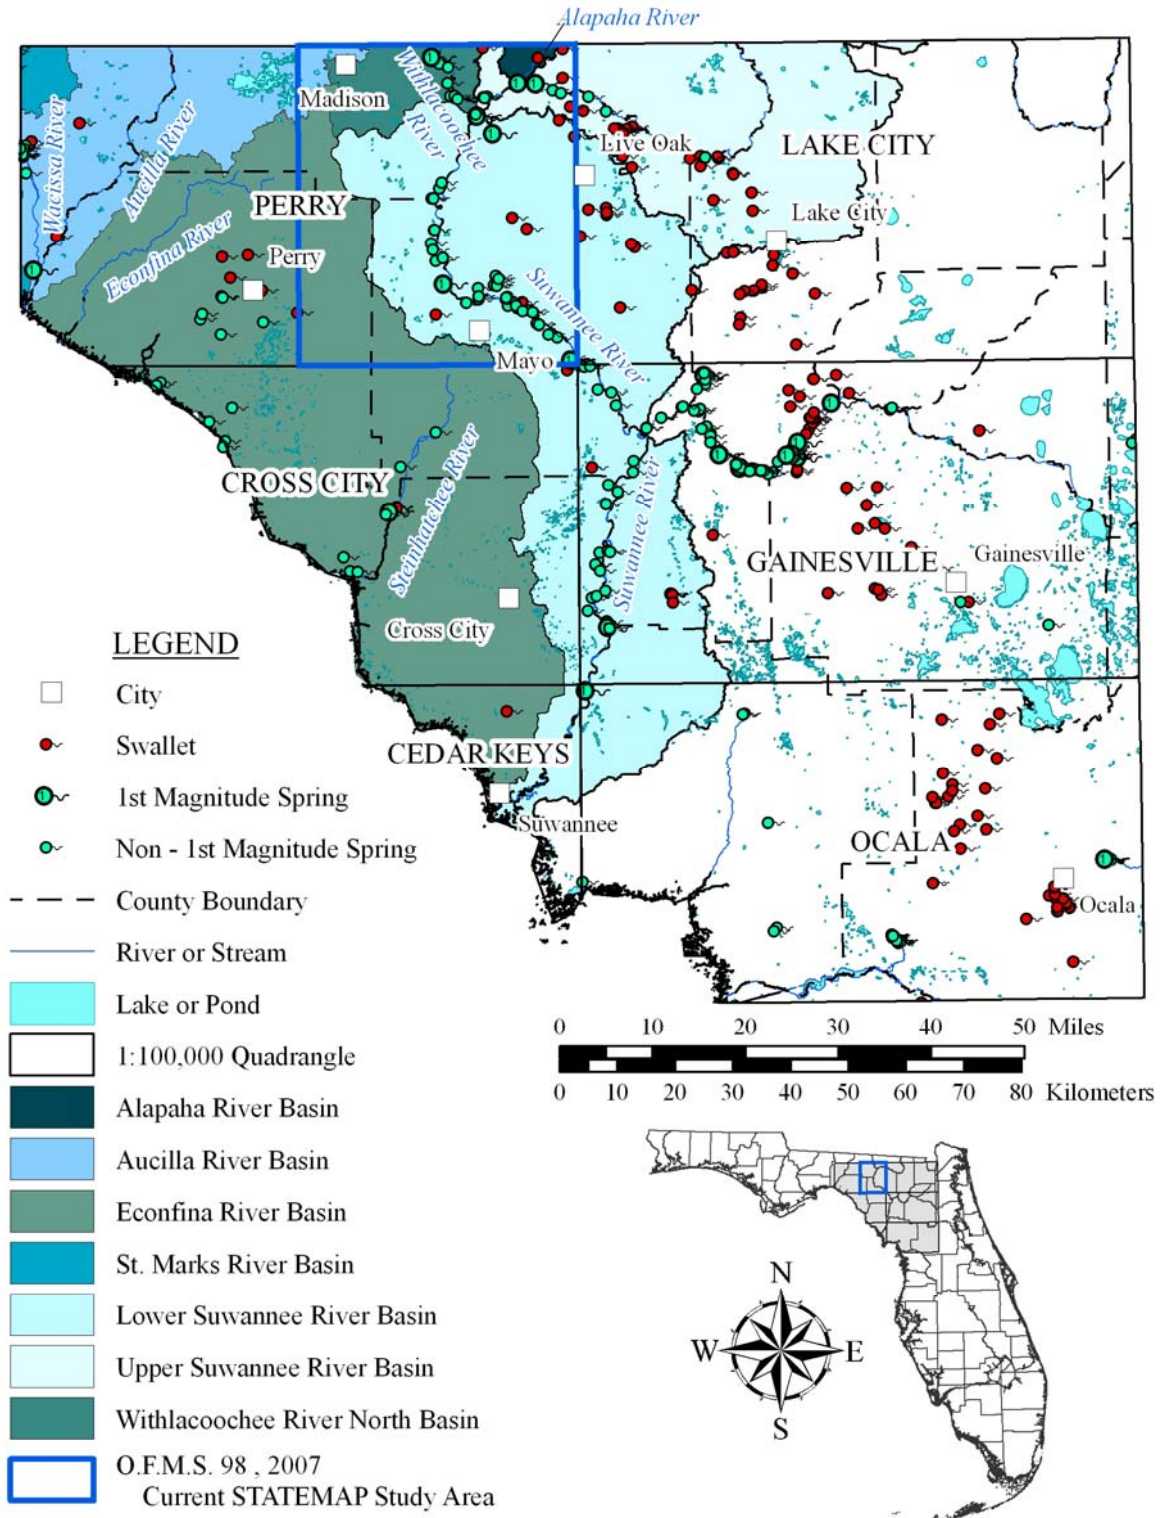 Alapaha River
Madison
Withlacoochee
River
Live Oak
LAKE CITY
Wacissa River
Aucilla River
PERRY
Lake City
Econfina River
Perry
Suwannee River
Mayo
CROSS CITY
Steinhatchee River
Suwannee River
GAINESVILLE
Gainesville
Cross City
CEDAR KEYS
Suwannee
OCALA
Ocala
LEGEND
City
Swallet
1
1st Magnitude Spring
Non - 1st Magnitude Spring
County Boundary
River or Stream
Lake or Pond
1:100,000 Quadrangle
Alapaha River Basin
Aucilla River Basin
Econfina River Basin
St. Marks River Basin
Lower Suwannee River Basin
Upper Suwannee River Basin
Withlacoochee River North Basin
O.F.M.S. 98 , 2007
Current STATEMAP Study Area
0 10 20 30 40 50 Miles
0 10 20 30 40 50 60 70 80 Kilometers
N
W E
S